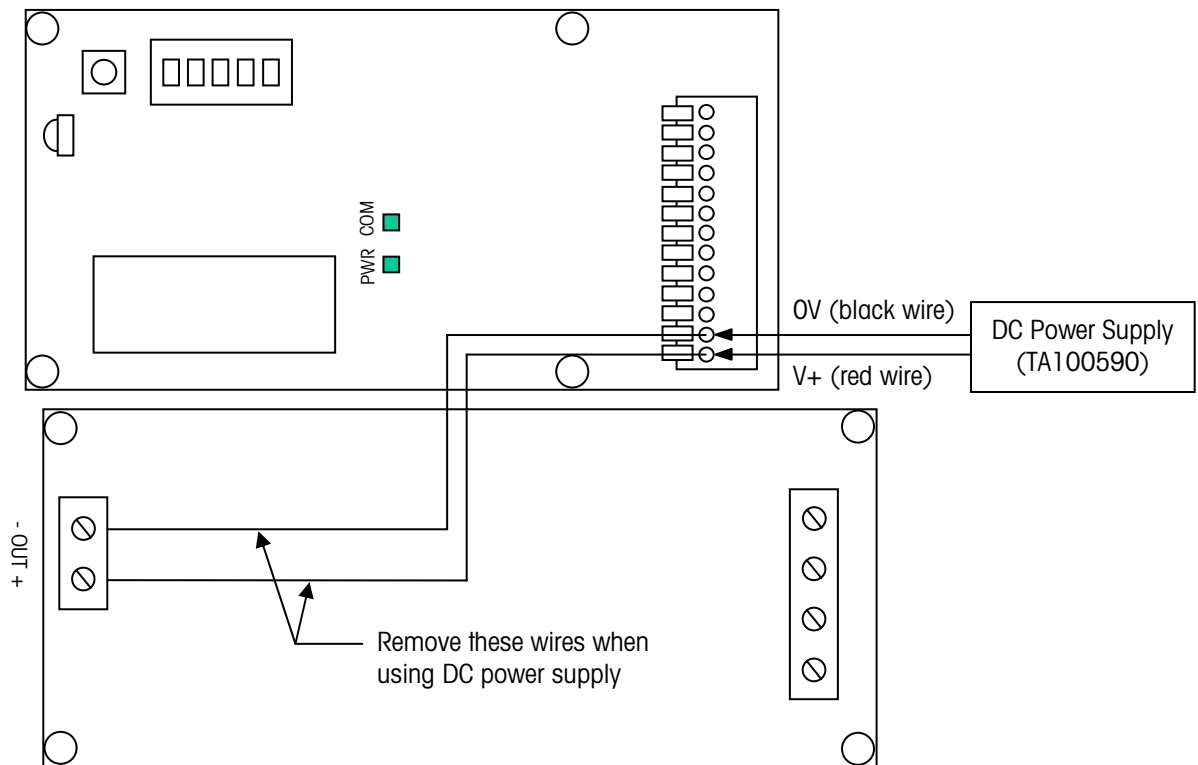 COM
PWR
0V (black wire)
DC Power Supply
(TA100590)
V+ (red wire)
- OUT +
Remove these wires when
using DC power supply